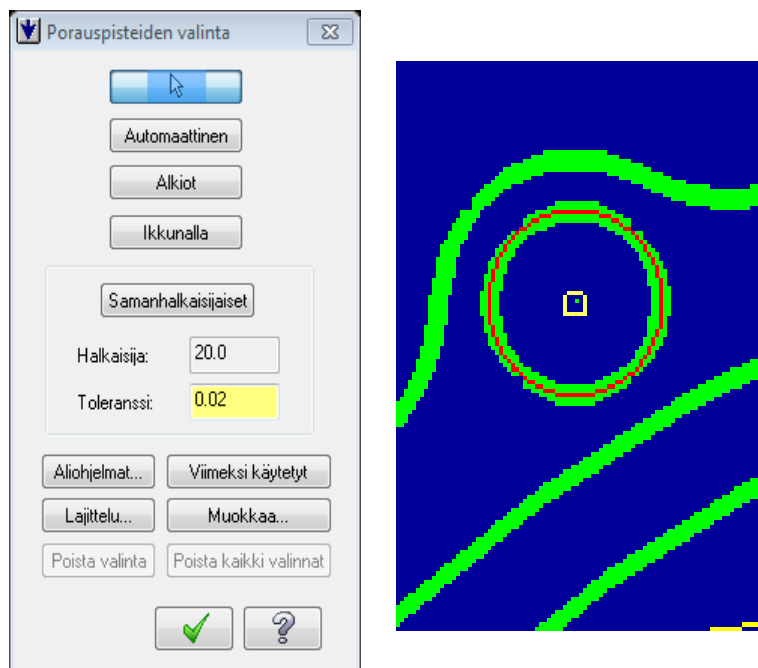 Porauspisteiden valinta
Automaattinen
Alkiot
Ikkunalla
Samanhalkaisijaiset
Halkaisija: 20.0
Toleranssi: 0.02
Aliohjelmat... Viimeksi käytetyt
Lajittelu... Muokkaa...
Poista valinta Poista kaikki valinnat